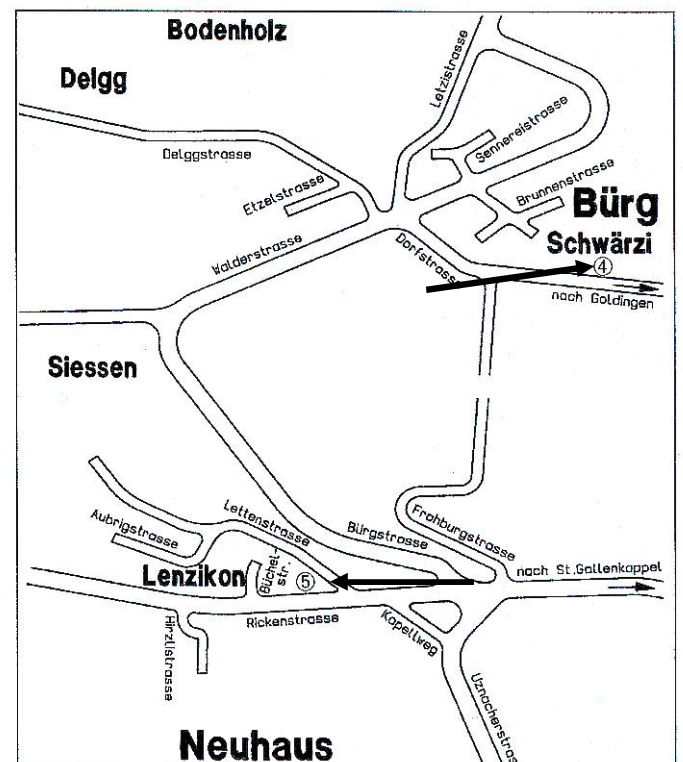 Bodenholz
Delgg
Letzistrasse
Delggstrasse
Sennereistrasse
Etzelstrasse
Brunnenstrasse
Bürg
Schwärzi
Walderstrasse
Dorfstrasse
④
nach Goldingen
Siessen
Aubrigstrasse
Lettenstrasse
Bürgstrasse
Frohburgstrasse
nach St.Gallenkappel
Lenzikon
Büchel-
str.
⑤
Rickenstrasse
Kapellweg
Hirzlistrasse
Uznacherstras
Neuhaus